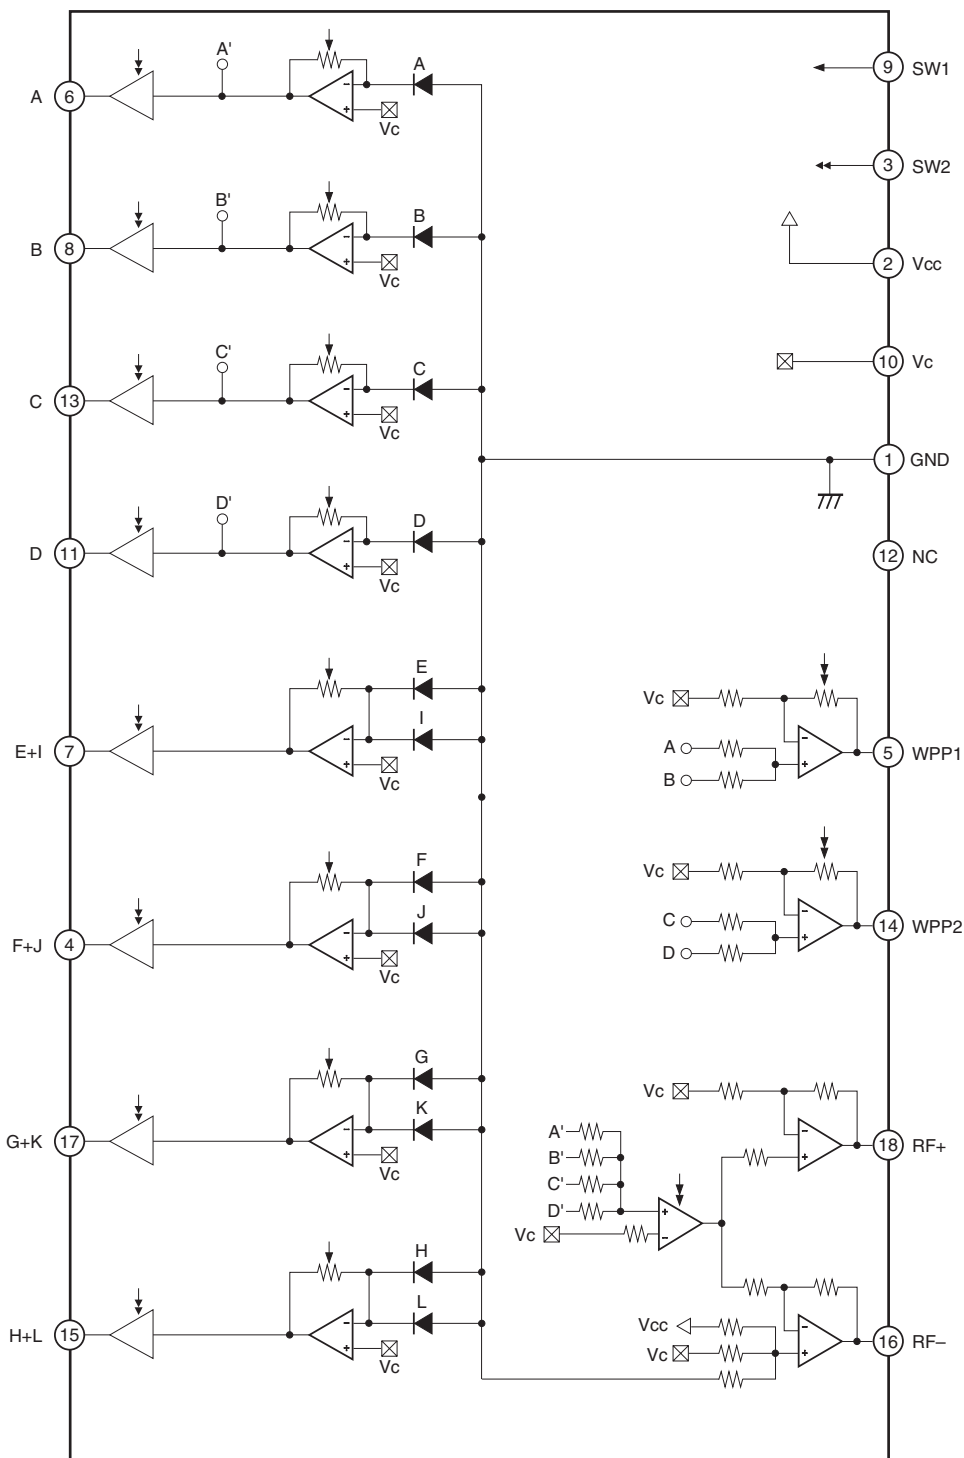 A'
A
9 SW1
A 6
- +
Vc
3 SW2
B'
B
B 8
- +
Vc
2 Vcc
C'
C
10 Vc
C 13
- +
Vc
1 GND
D'
D
D 11
- +
Vc
12 NC
E
I
E+I 7
- +
Vc
Vc
A
B
- +
5 WPP1
F
J
F+J 4
- +
Vc
Vc
C
D
- +
14 WPP2
G
K
G+K 17
- +
Vc
Vc
- +
18 RF+
A'
B'
C'
D'
Vc
+ -
H
L
H+L 15
- +
Vc
Vcc
Vc
- +
16 RF–